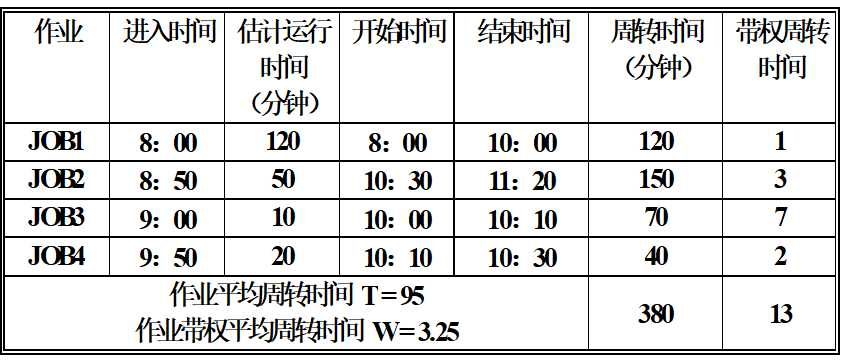 作业 进入时间 估计运行时间（分钟） 开始时间 结束时间 周转时间（分钟） 带权周转时间
JOB1 8：00 120 8：00 10：00 120 1
JOB2 8：50 50 10：30 11：20 150 3
JOB3 9：00 10 10：00 10：10 70 7
JOB4 9：50 20 10：10 10：30 40 2
作业平均周转时间 T = 95
作业带权平均周转时间 W= 3.25
380 13